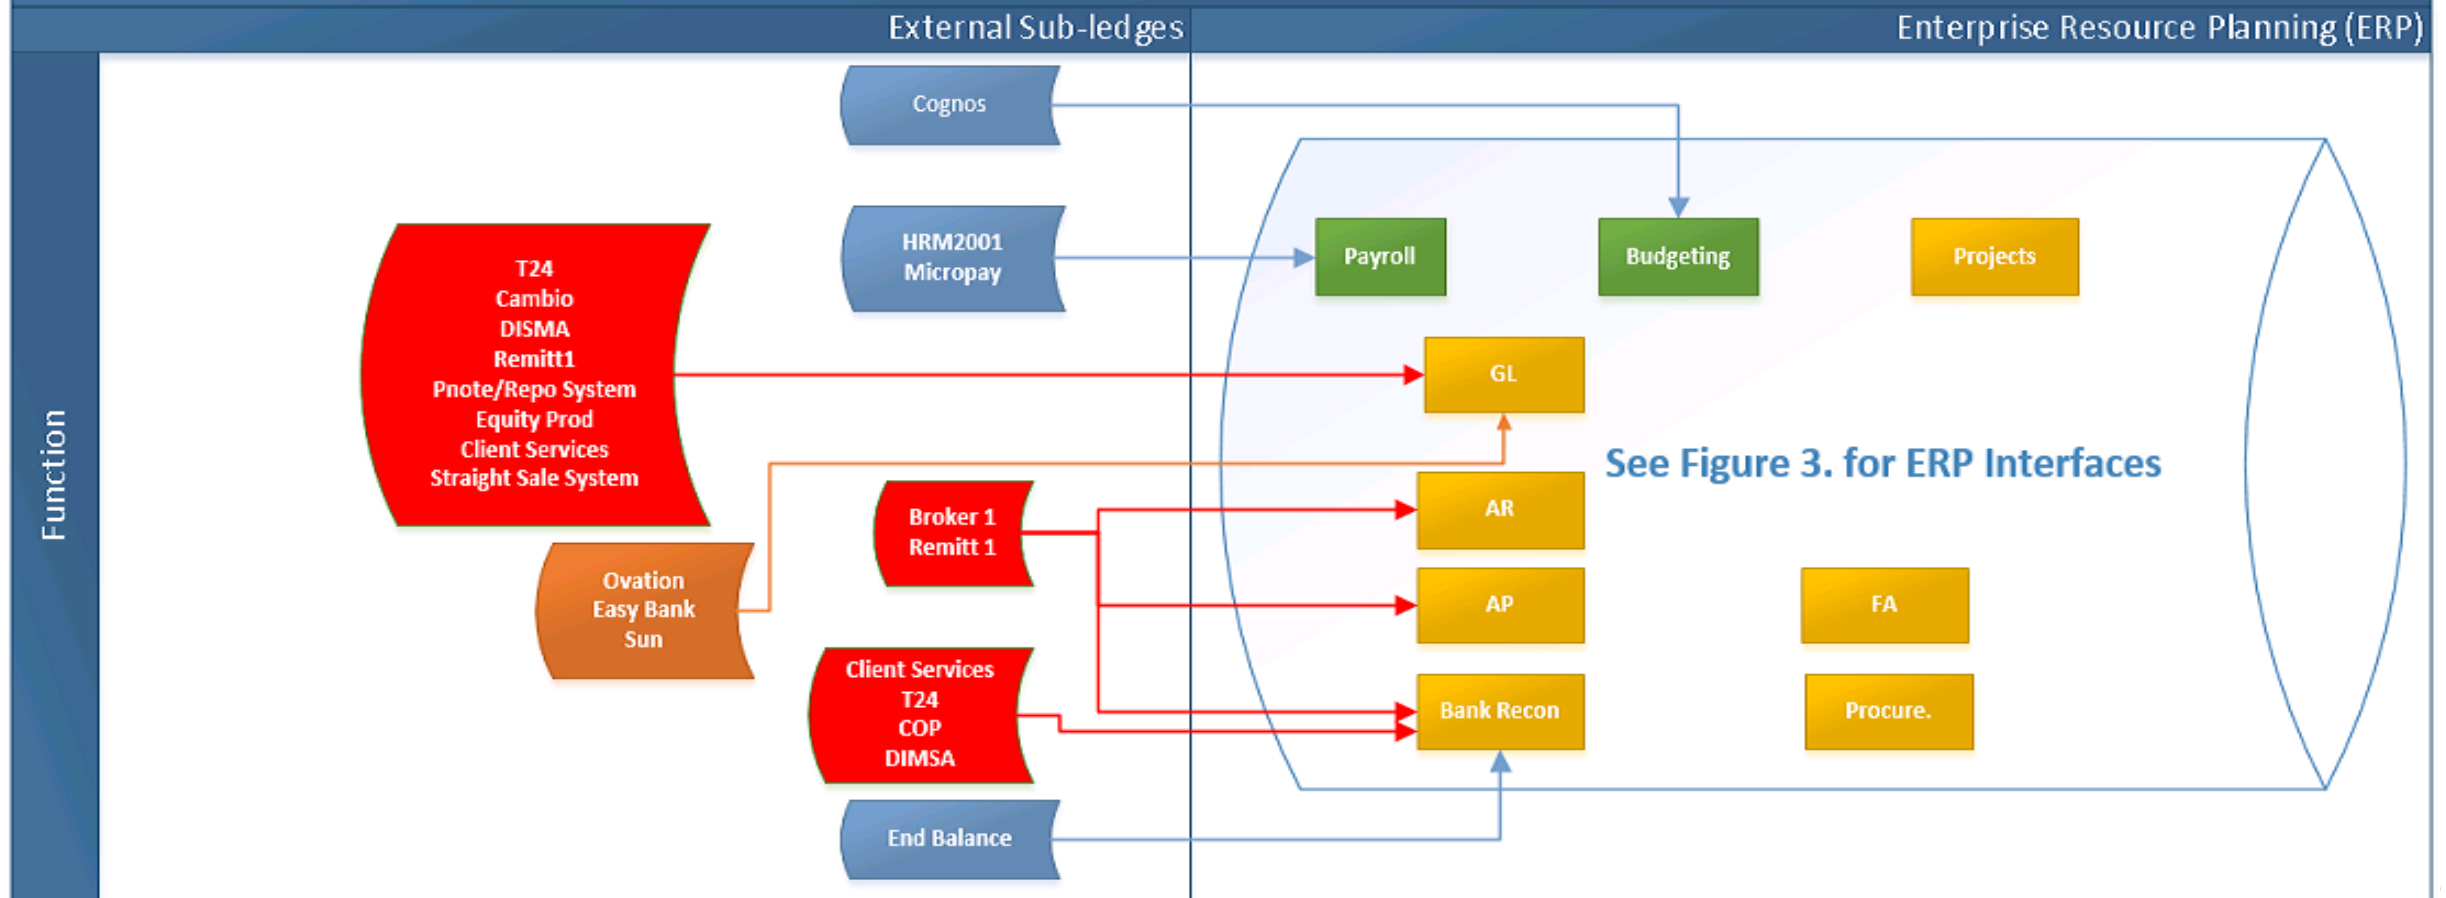 External Sub-ledges
Enterprise Resource Planning (ERP)
Function
Cognos
HRM2001
Micropay
T24
Cambio
DISMA
Remitt1
Pnote/Repo System
Equity Prod
Client Services
Straight Sale System
Ovation
Easy Bank
Sun
Broker 1
Remitt 1
Client Services
T24
COP
DIMSA
End Balance
Payroll
Budgeting
Projects
GL
See Figure 3. for ERP Interfaces
AR
AP
FA
Bank Recon
Procure.